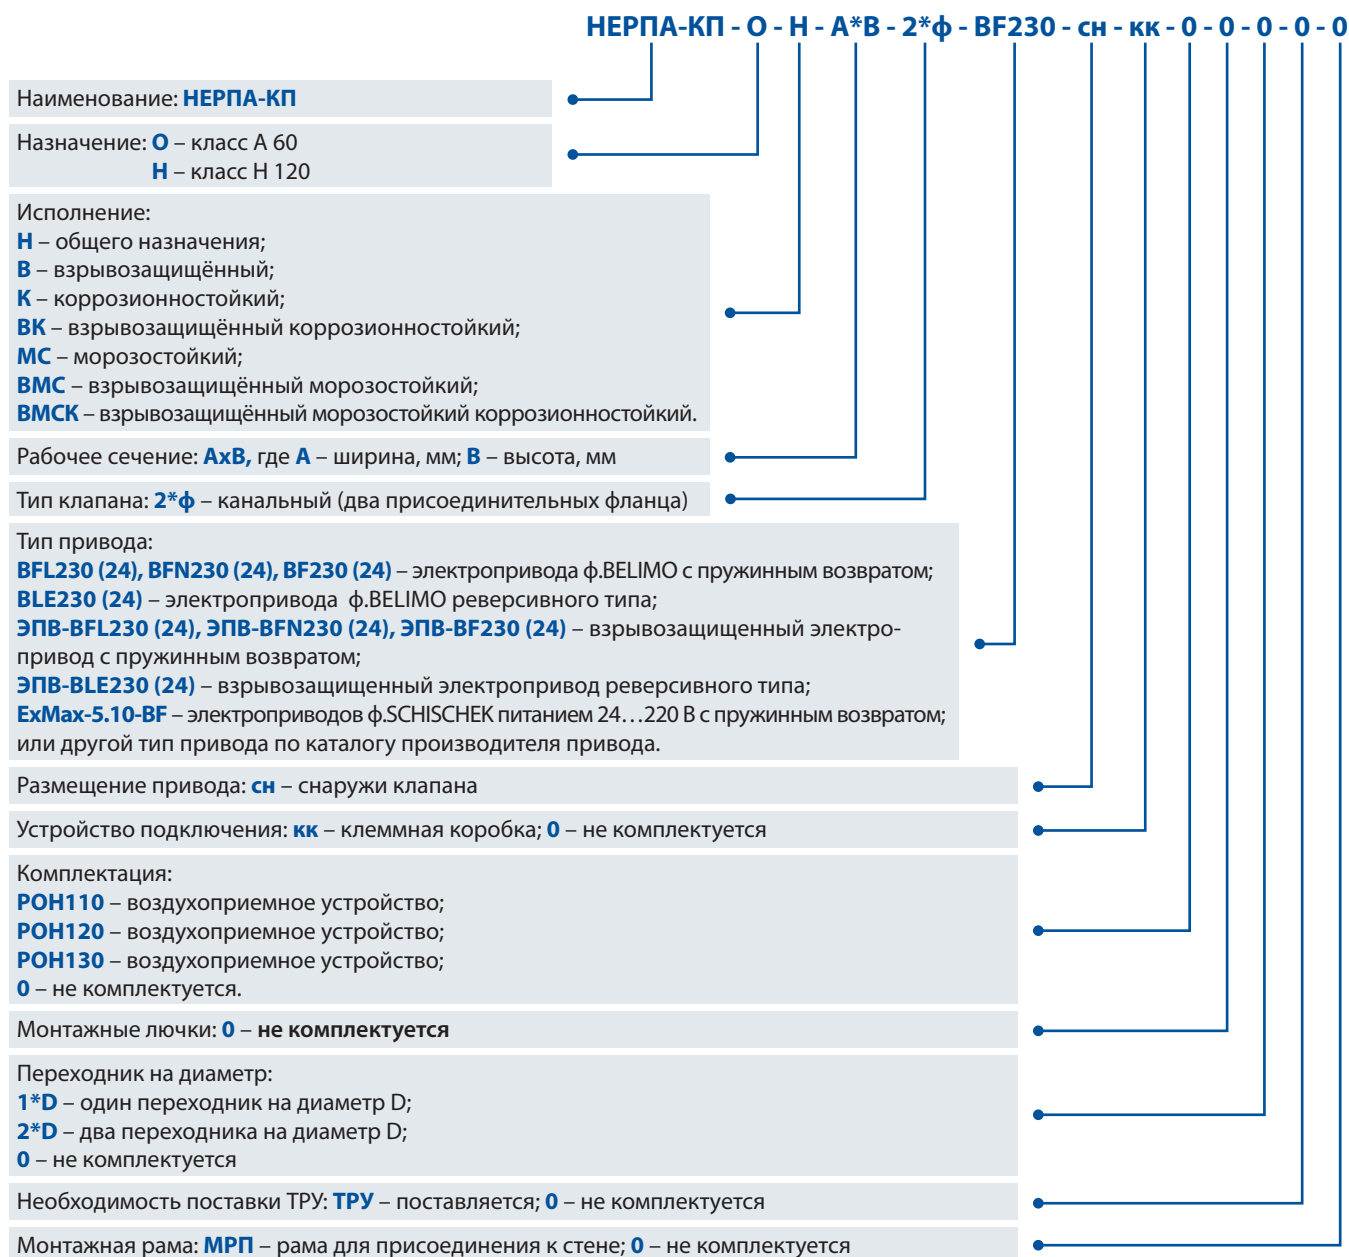 НЕРПА-КП - О - Н - А*В - 2*ф - BF230 - сн - кк - 0 - 0 - 0 - 0 - 0
Наименование: НЕРПА-КП
Назначение: О – класс А 60
Н – класс Н 120
Исполнение:
Н – общего назначения;
В – взрывозащищённый;
К – коррозионностойкий;
ВК – взрывозащищённый коррозионностойкий;
МС – морозостойкий;
ВМС – взрывозащищённый морозостойкий;
ВМСК – взрывозащищённый морозостойкий коррозионностойкий.
Рабочее сечение: АхВ, где А – ширина, мм; В – высота, мм
Тип клапана: 2*ф – канальный (два присоединительных фланца)
Тип привода:
BFL230 (24), BFN230 (24), BF230 (24) – электропривода ф.BELIMO с пружинным возвратом;
BLE230 (24) – электропривода ф.BELIMO реверсивного типа;
ЭПВ-BFL230 (24), ЭПВ-BFN230 (24), ЭПВ-BF230 (24) – взрывозащищенный электро-
привод с пружинным возвратом;
ЭПВ-BLE230 (24) – взрывозащищенный электропривод реверсивного типа;
ExMax-5.10-BF – электроприводов ф.SCHISCHEK питанием 24…220 В с пружинным возвратом;
или другой тип привода по каталогу производителя привода.
Размещение привода: сн – снаружи клапана
Устройство подключения: кк – клеммная коробка; 0 – не комплектуется
Комплектация:
РОН110 – воздухоприемное устройство;
РОН120 – воздухоприемное устройство;
РОН130 – воздухоприемное устройство;
0 – не комплектуется.
Монтажные лючки: 0 – не комплектуется
Переходник на диаметр:
1*D – один переходник на диаметр D;
2*D – два переходника на диаметр D;
0 – не комплектуется
Необходимость поставки ТРУ: ТРУ – поставляется; 0 – не комплектуется
Монтажная рама: МРП – рама для присоединения к стене; 0 – не комплектуется